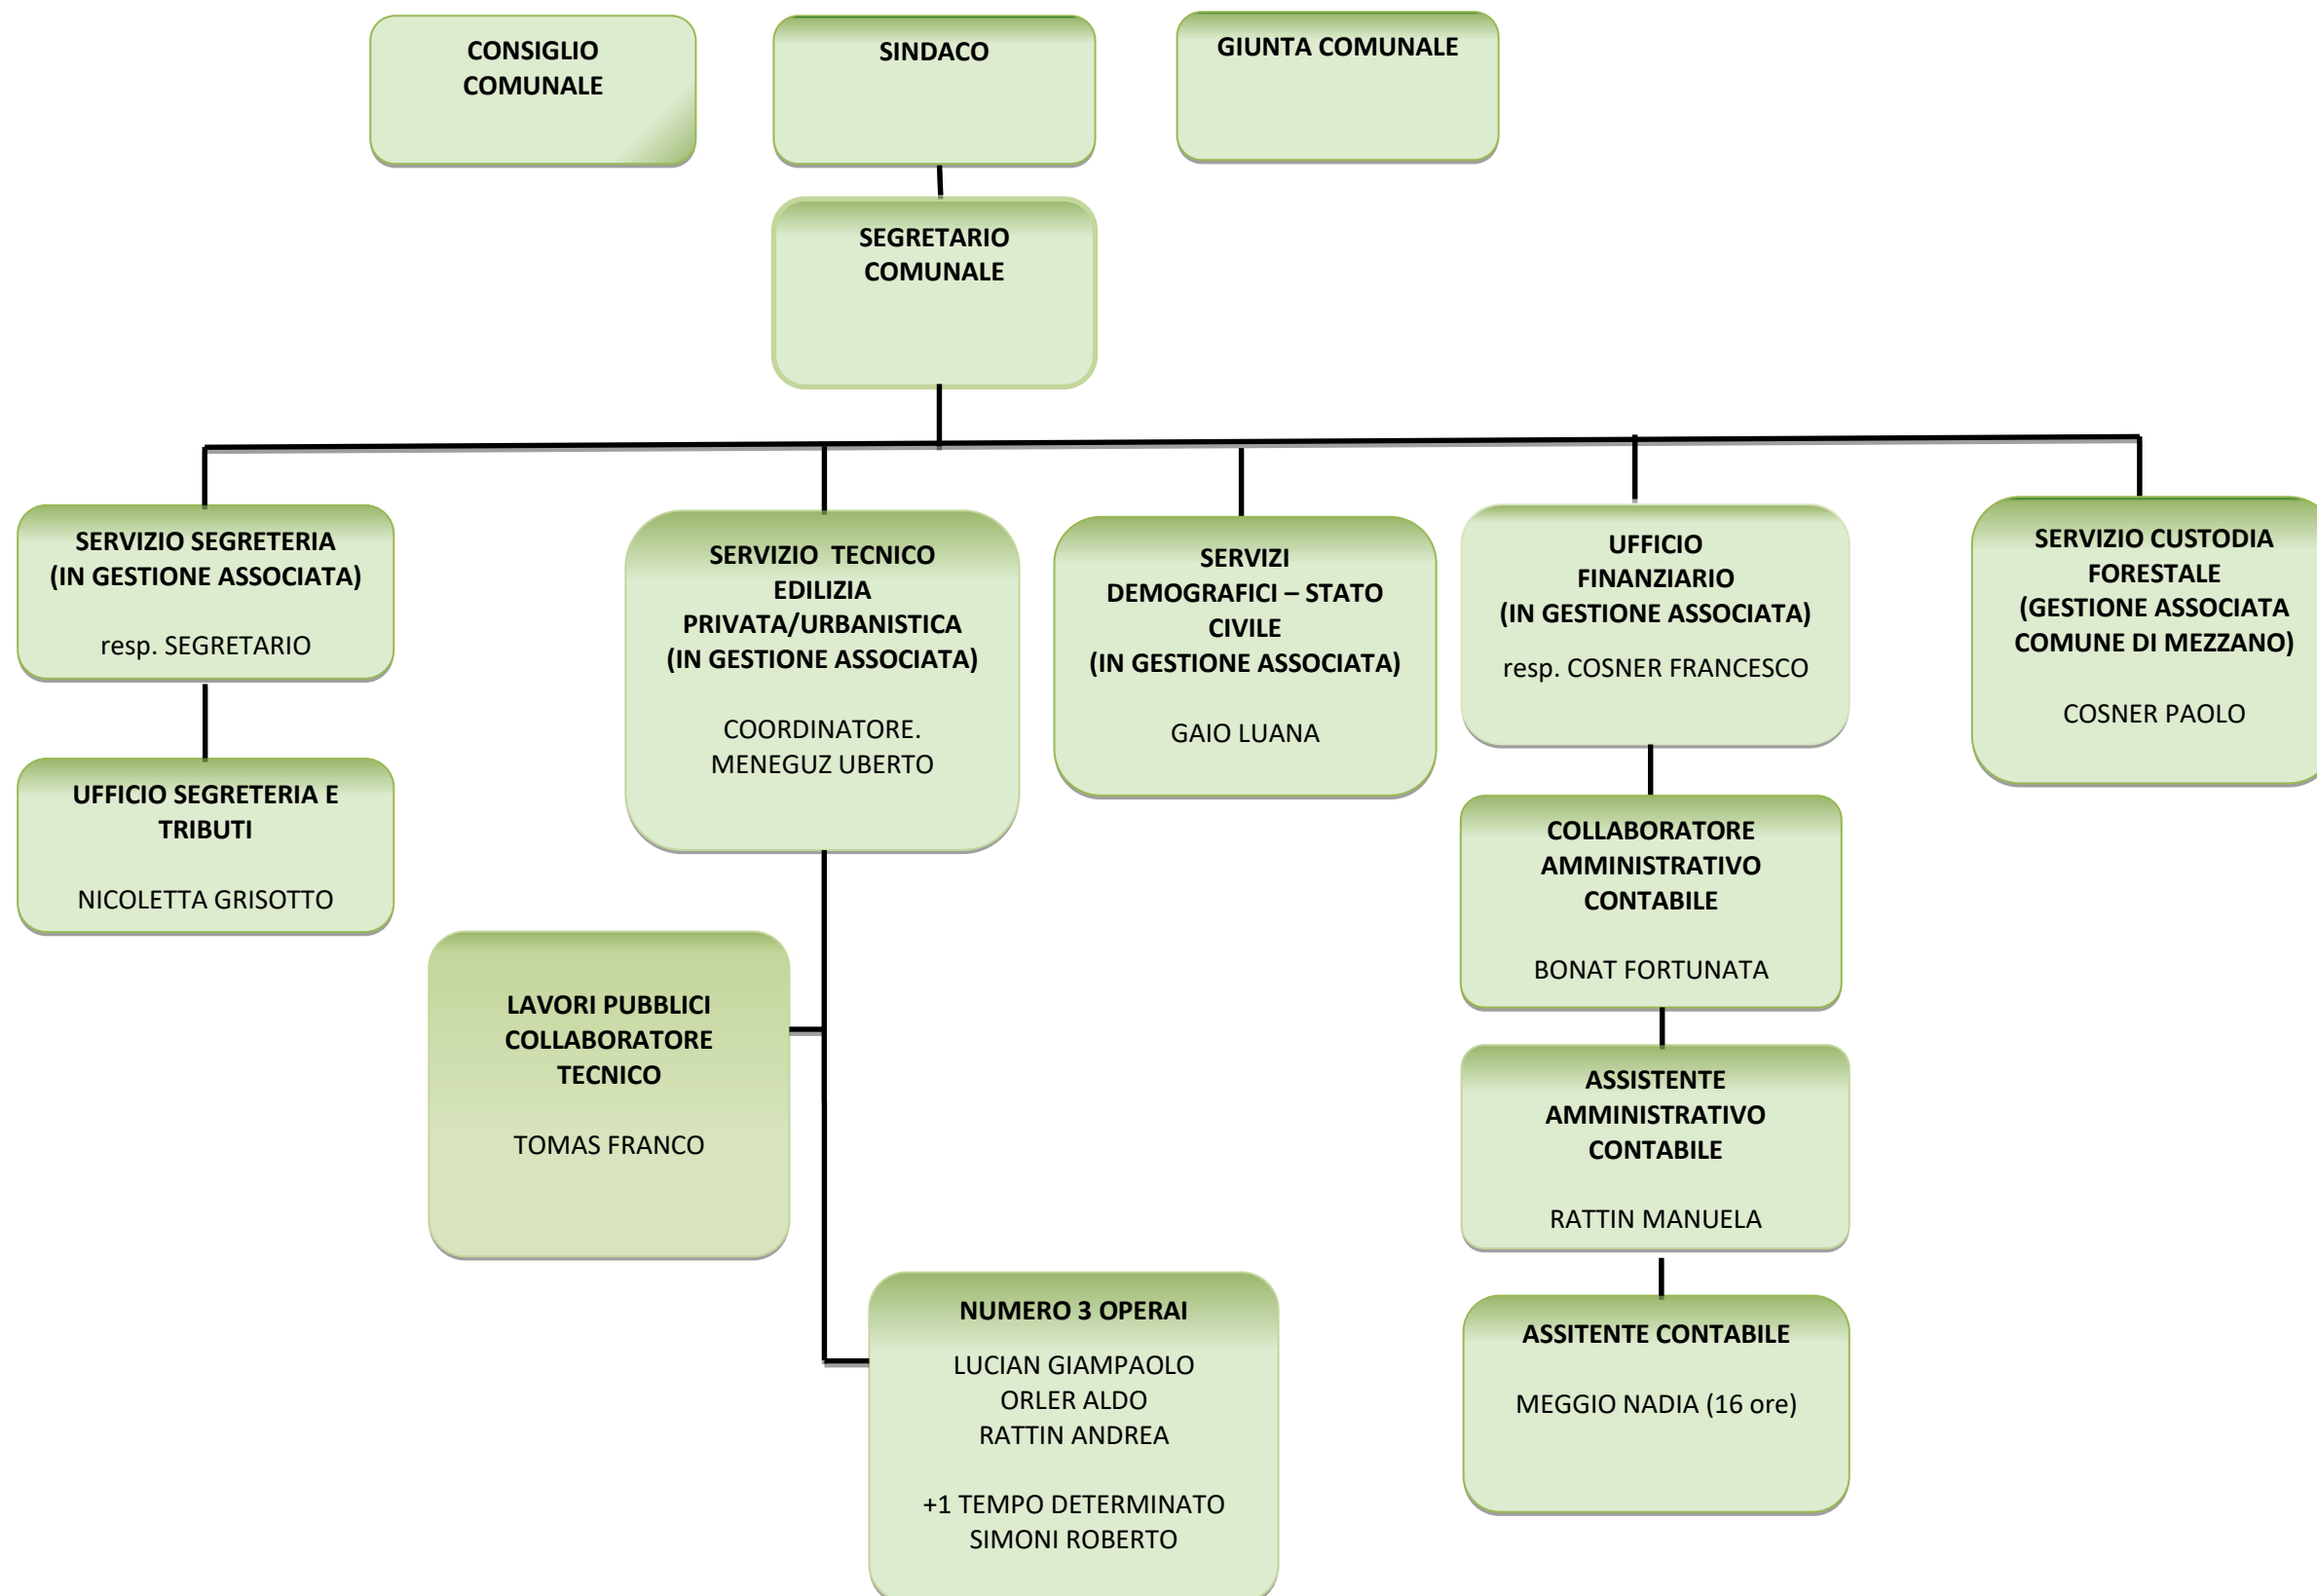 CONSIGLIO
COMUNALE
SINDACO
GIUNTA COMUNALE
SEGRETARIO
COMUNALE
SERVIZIO SEGRETERIA
(IN GESTIONE ASSOCIATA)
resp. SEGRETARIO
UFFICIO SEGRETERIA E
TRIBUTI
NICOLETTA GRISOTTO
SERVIZIO TECNICO
EDILIZIA
PRIVATA/URBANISTICA
(IN GESTIONE ASSOCIATA)
COORDINATORE.
MENEGUZ UBERTO
LAVORI PUBBLICI
COLLABORATORE
TECNICO
TOMAS FRANCO
NUMERO 3 OPERAI
LUCIAN GIAMPAOLO
ORLER ALDO
RATTIN ANDREA
+1 TEMPO DETERMINATO
SIMONI ROBERTO
SERVIZI
DEMOGRAFICI – STATO
CIVILE
(IN GESTIONE ASSOCIATA)
GAIO LUANA
UFFICIO
FINANZIARIO
(IN GESTIONE ASSOCIATA)
resp. COSNER FRANCESCO
COLLABORATORE
AMMINISTRATIVO
CONTABILE
BONAT FORTUNATA
ASSISTENTE
AMMINISTRATIVO
CONTABILE
RATTIN MANUELA
ASSITENTE CONTABILE
MEGGIO NADIA (16 ore)
SERVIZIO CUSTODIA
FORESTALE
(GESTIONE ASSOCIATA
COMUNE DI MEZZANO)
COSNER PAOLO